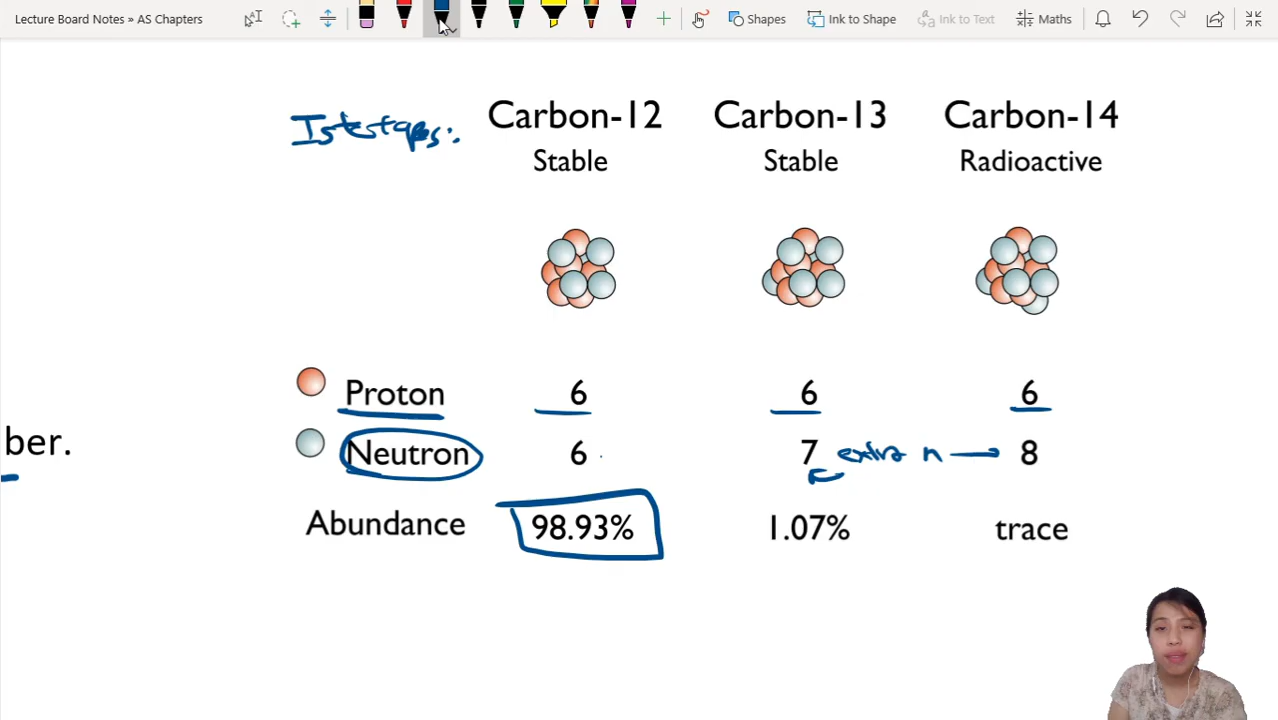 Lecture Board Notes » AS Chapters
Shapes
Ink to Shape
Ink to Text
Maths
Carbon-12 Carbon-13 Carbon-14
Stable Stable Radioactive
Proton 6 6 6
ber.
Neutron 6 7 extra n → 8
Abundance 98.93% 1.07% trace